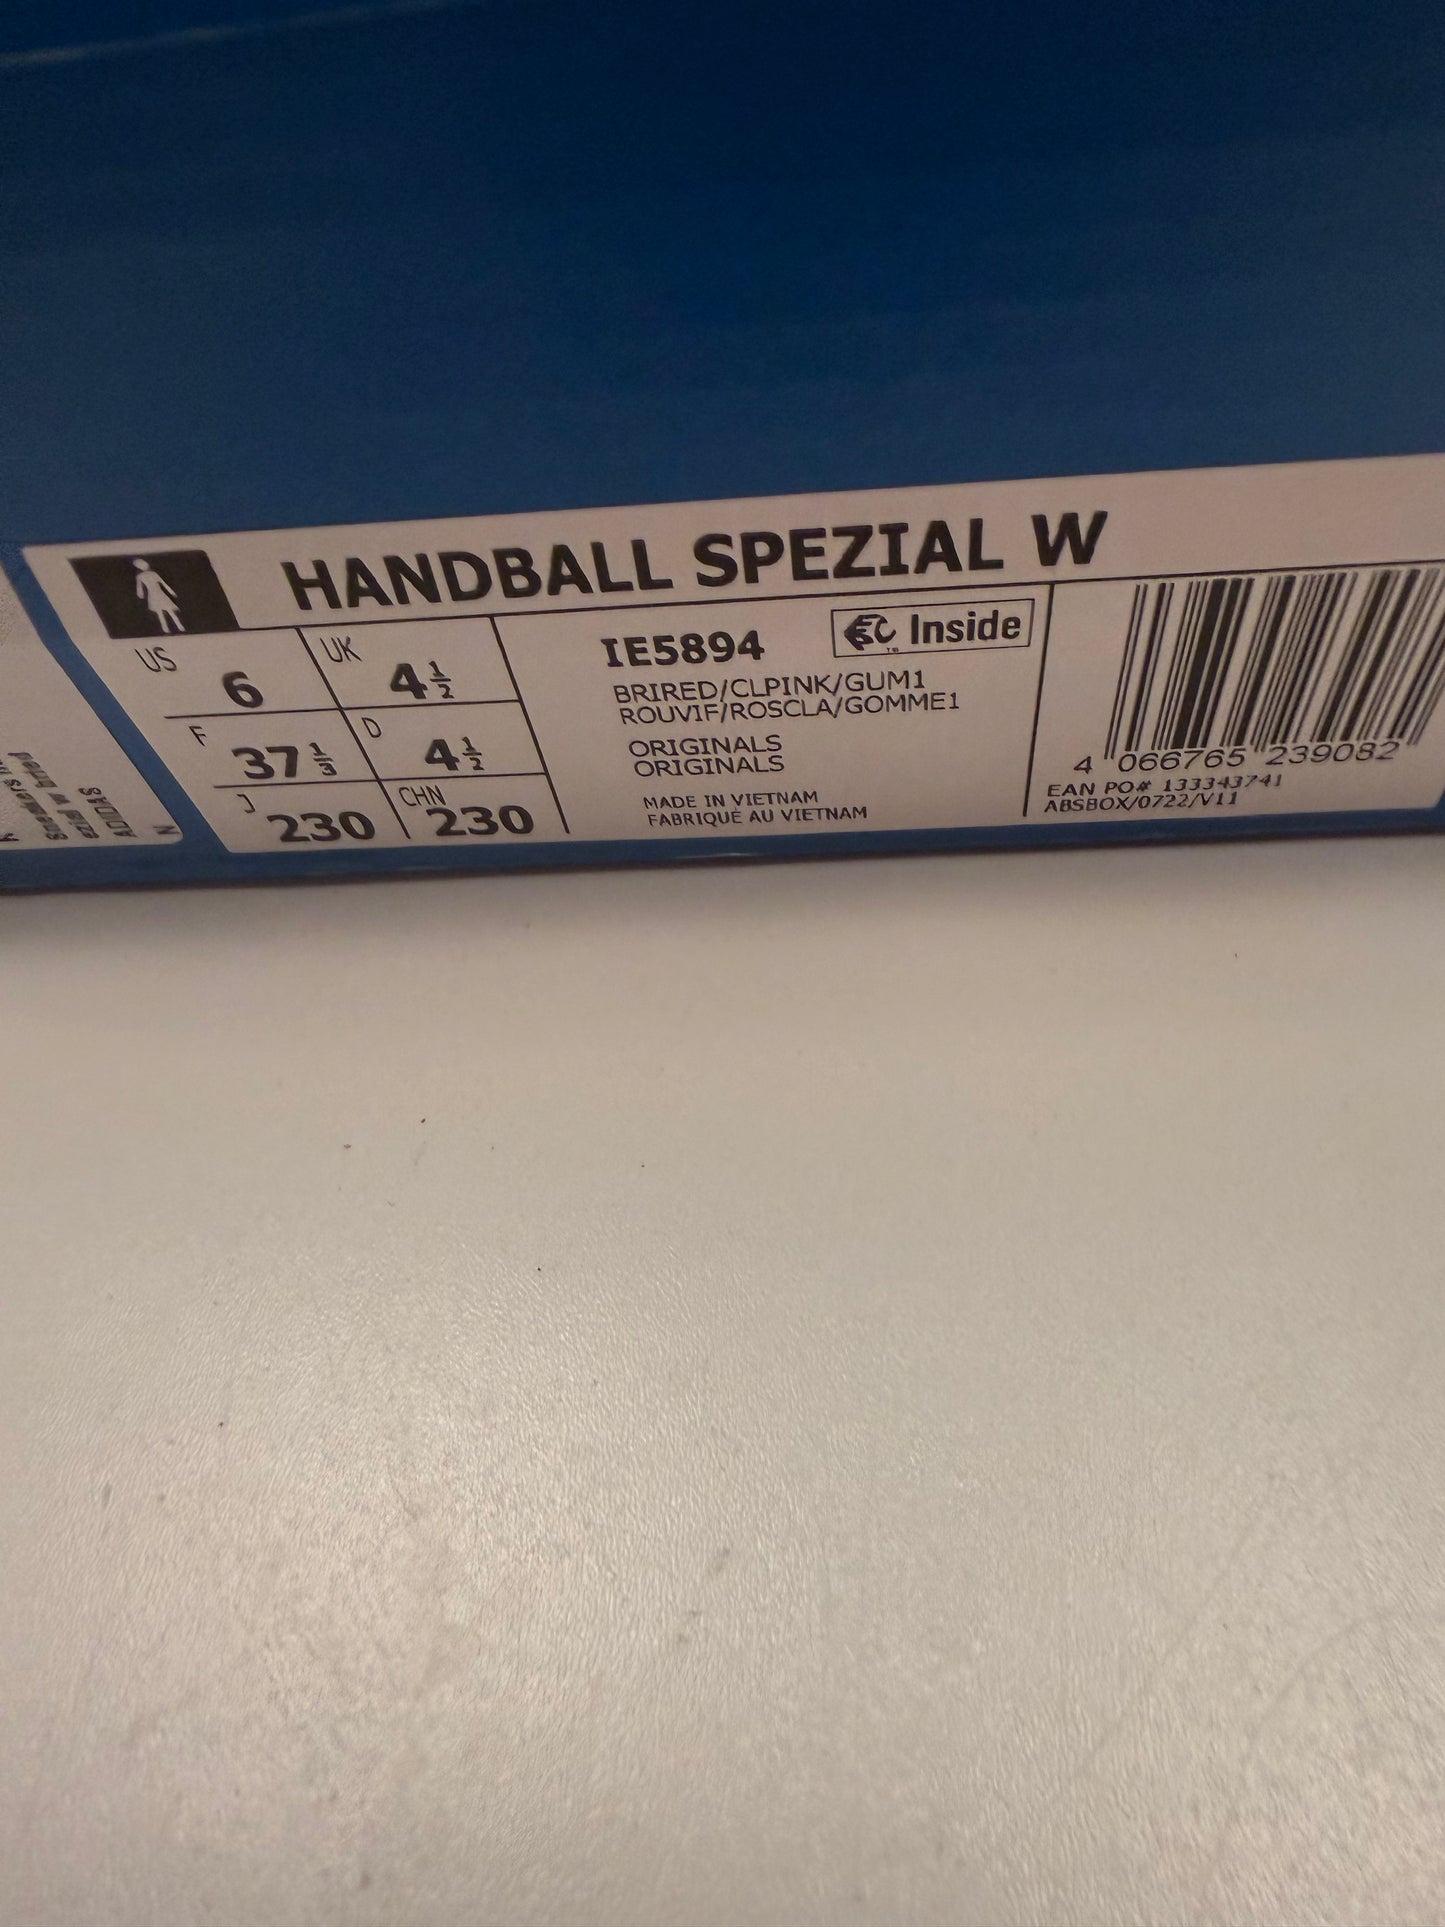 HANDBALL SPEZIAL W
US 6 UK 4½
F 37⅓ D 4½
J 230 CHN 230
IE5894
Inside
BRIRED/CLPINK/GUM1
ROUVIF/ROSCLA/GOMME1
ORIGINALS
ORIGINALS
MADE IN VIETNAM
FABRIQUÉ AU VIETNAM
4 066765 239082
EAN PO# 133343741
ABSBOX/0722/V11
ADIDAS